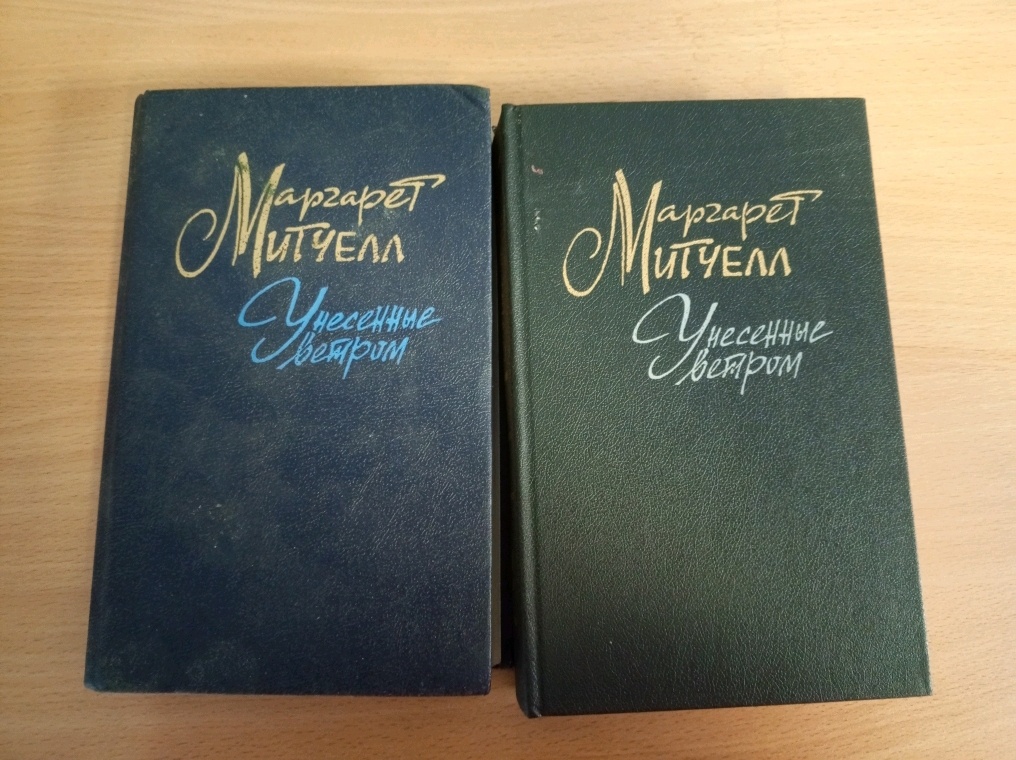 Маргарет
Митчелл
Унесенные
ветром
Маргарет
Митчелл
Унесенные
ветром